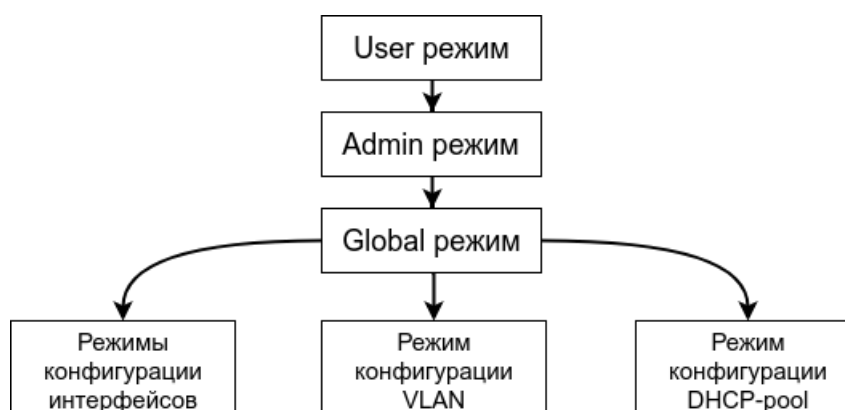 User режим
Admin режим
Global режим
Режимы
конфигурации
интерфейсов
Режим
конфигурации
VLAN
Режим
конфигурации
DHCP-pool